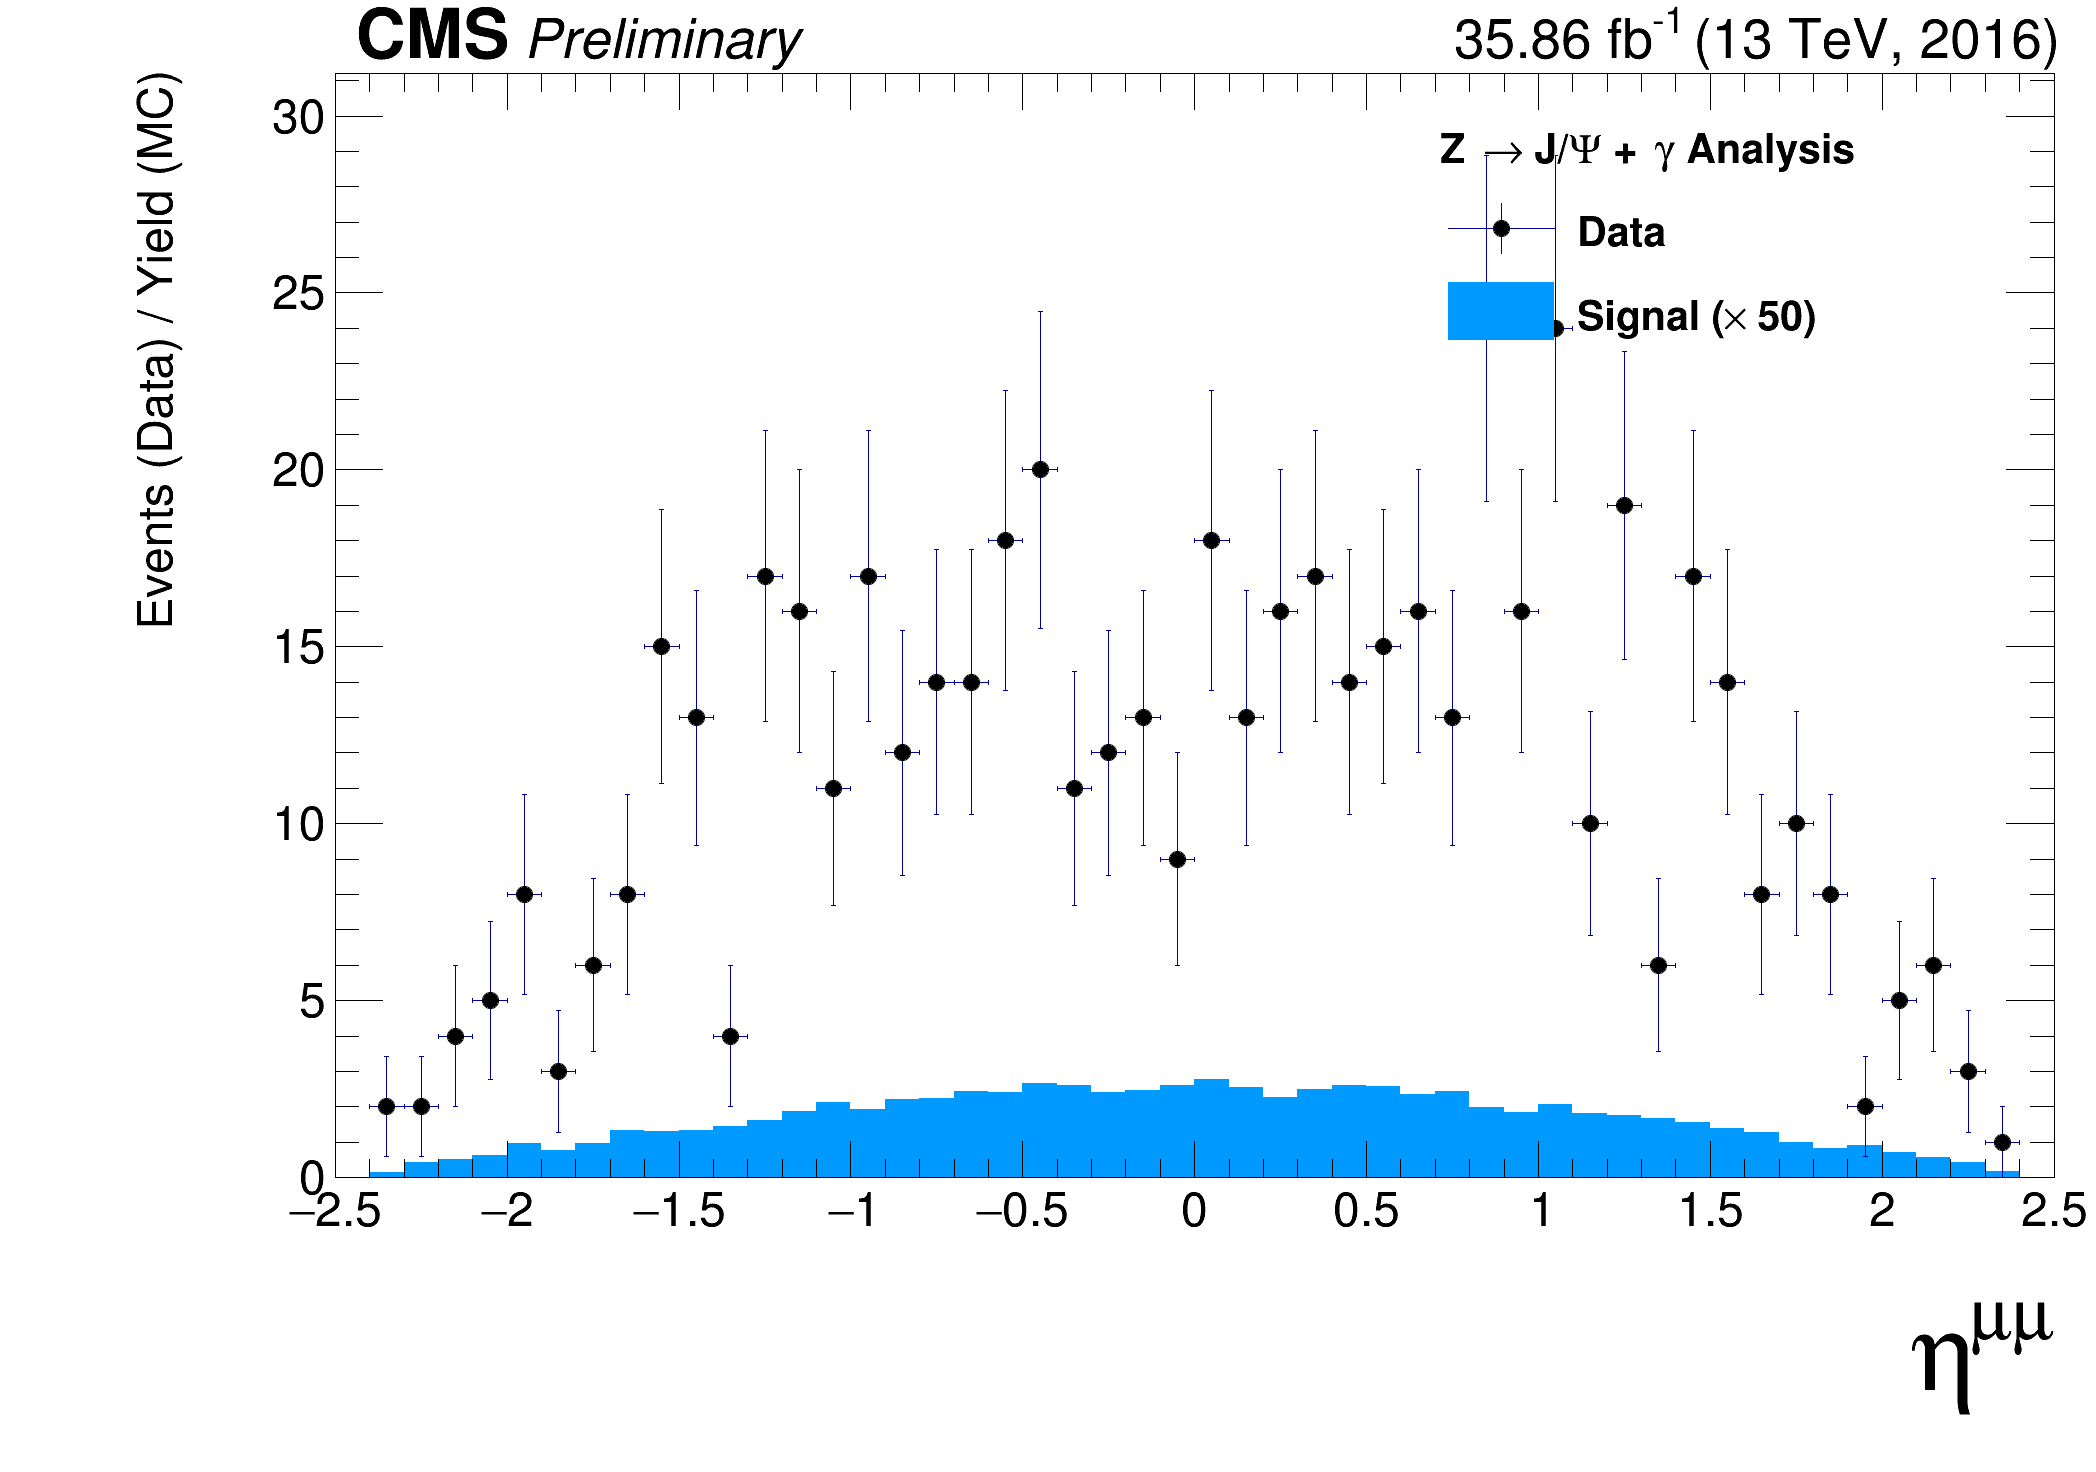 CMS Preliminary
35.86 fb⁻¹ (13 TeV, 2016)
Events (Data) / Yield (MC)
Z → J/Ψ + γ Analysis
Data
Signal (× 50)
30
25
20
15
10
5
0
−2.5 −2 −1.5 −1 −0.5 0 0.5 1 1.5 2 2.5
η^μμ